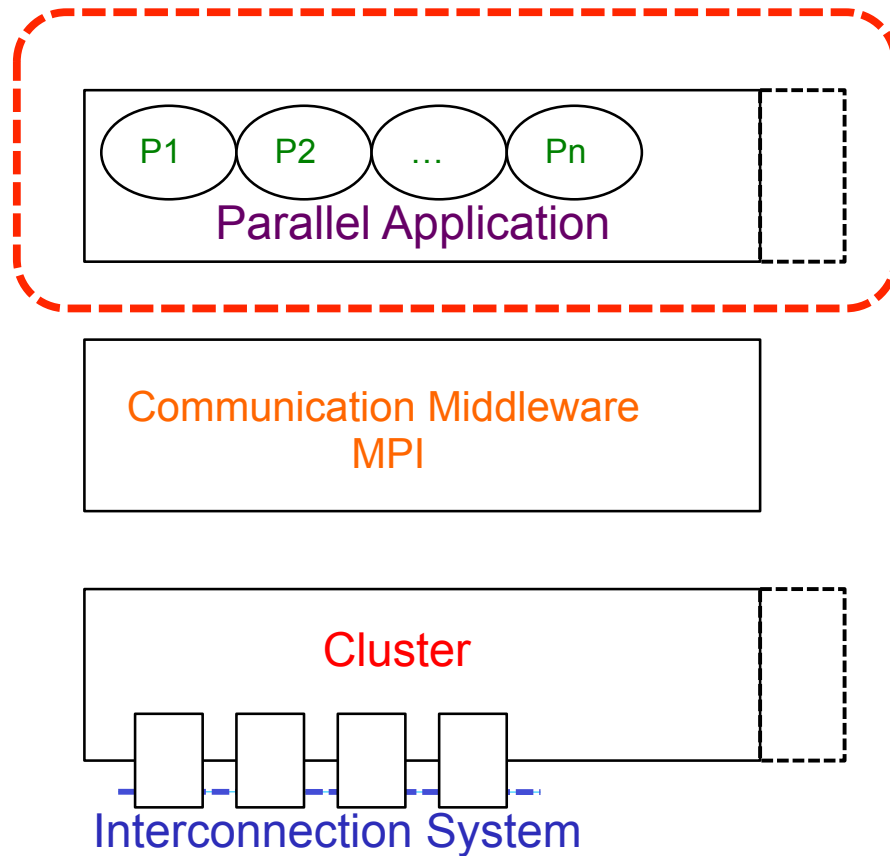 P1 P2 … Pn
Parallel Application
Communication Middleware
MPI
Cluster
Interconnection System